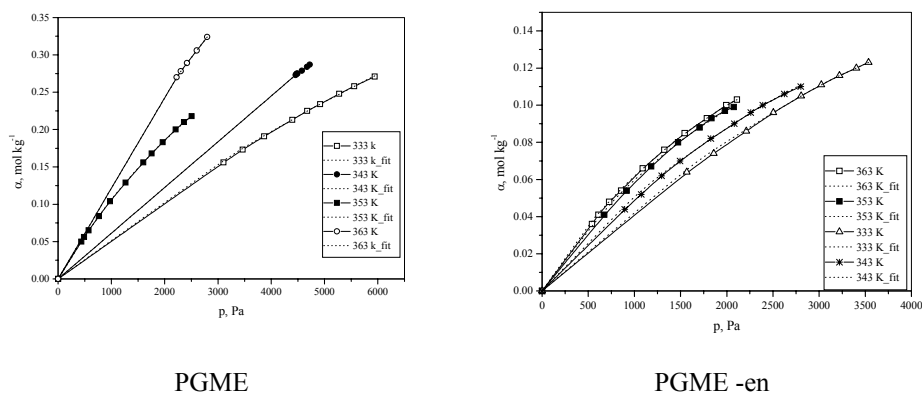 0.35
0.30
0.25
0.20
0.15
0.10
0.05
0.00
α, mol kg⁻¹
0
1000
2000
3000
4000
5000
6000
p, Pa
333 k
333 k_fit
343 K
343 K_fit
353 K
353 K_fit
363 K
363 k_fit
PGME
0.14
0.12
0.10
0.08
0.06
0.04
0.02
0.00
α, mol kg⁻¹
0
500
1000
1500
2000
2500
3000
3500
4000
p, Pa
363 K
363 K_fit
353 K
353 K_fit
333 K
333 K_fit
343 K
343 K_fit
PGME -en